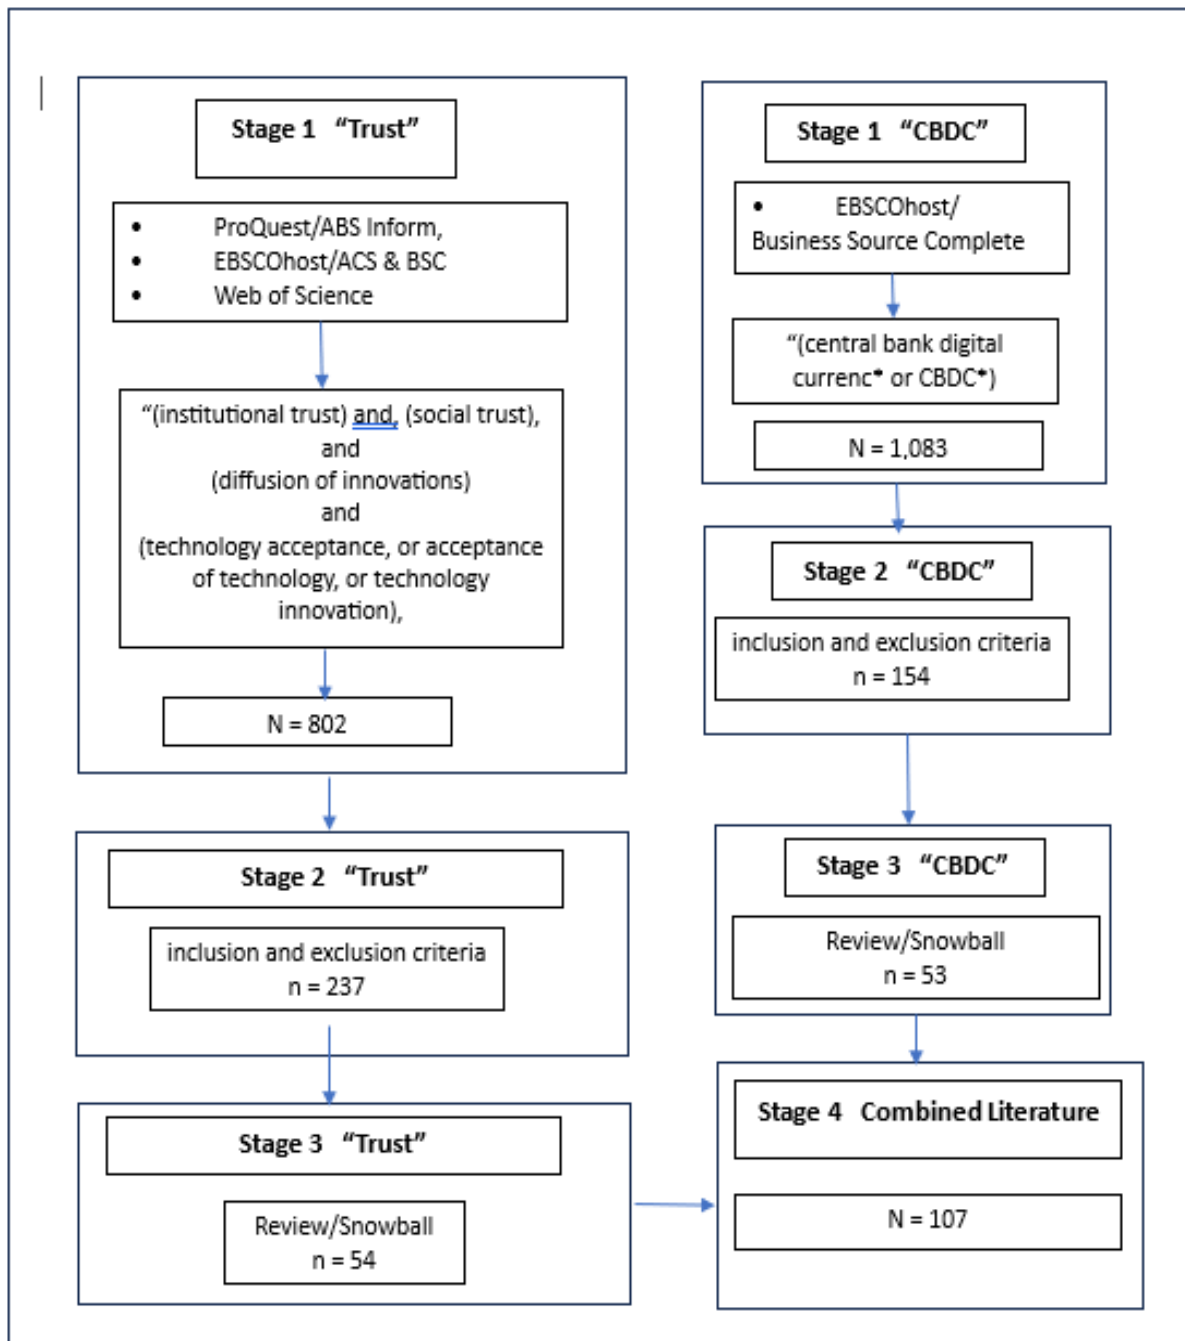 Stage 1 “Trust”
• ProQuest/ABS Inform,
• EBSCOhost/ACS & BSC
• Web of Science
“(institutional trust) and, (social trust),
and
(diffusion of innovations)
and
(technology acceptance, or acceptance
of technology, or technology
innovation),
N = 802
Stage 2 “Trust”
inclusion and exclusion criteria
n = 237
Stage 3 “Trust”
Review/Snowball
n = 54
Stage 1 “CBDC”
• EBSCOhost/
Business Source Complete
“(central bank digital
currenc* or CBDC*)
N = 1,083
Stage 2 “CBDC”
inclusion and exclusion criteria
n = 154
Stage 3 “CBDC”
Review/Snowball
n = 53
Stage 4 Combined Literature
N = 107